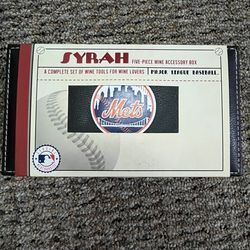 SYRAH
FIVE-PIECE WINE ACCESSORY BOX
A COMPLETE SET OF WINE TOOLS FOR WINE LOVERS
MAJOR LEAGUE BASEBALL
Mets